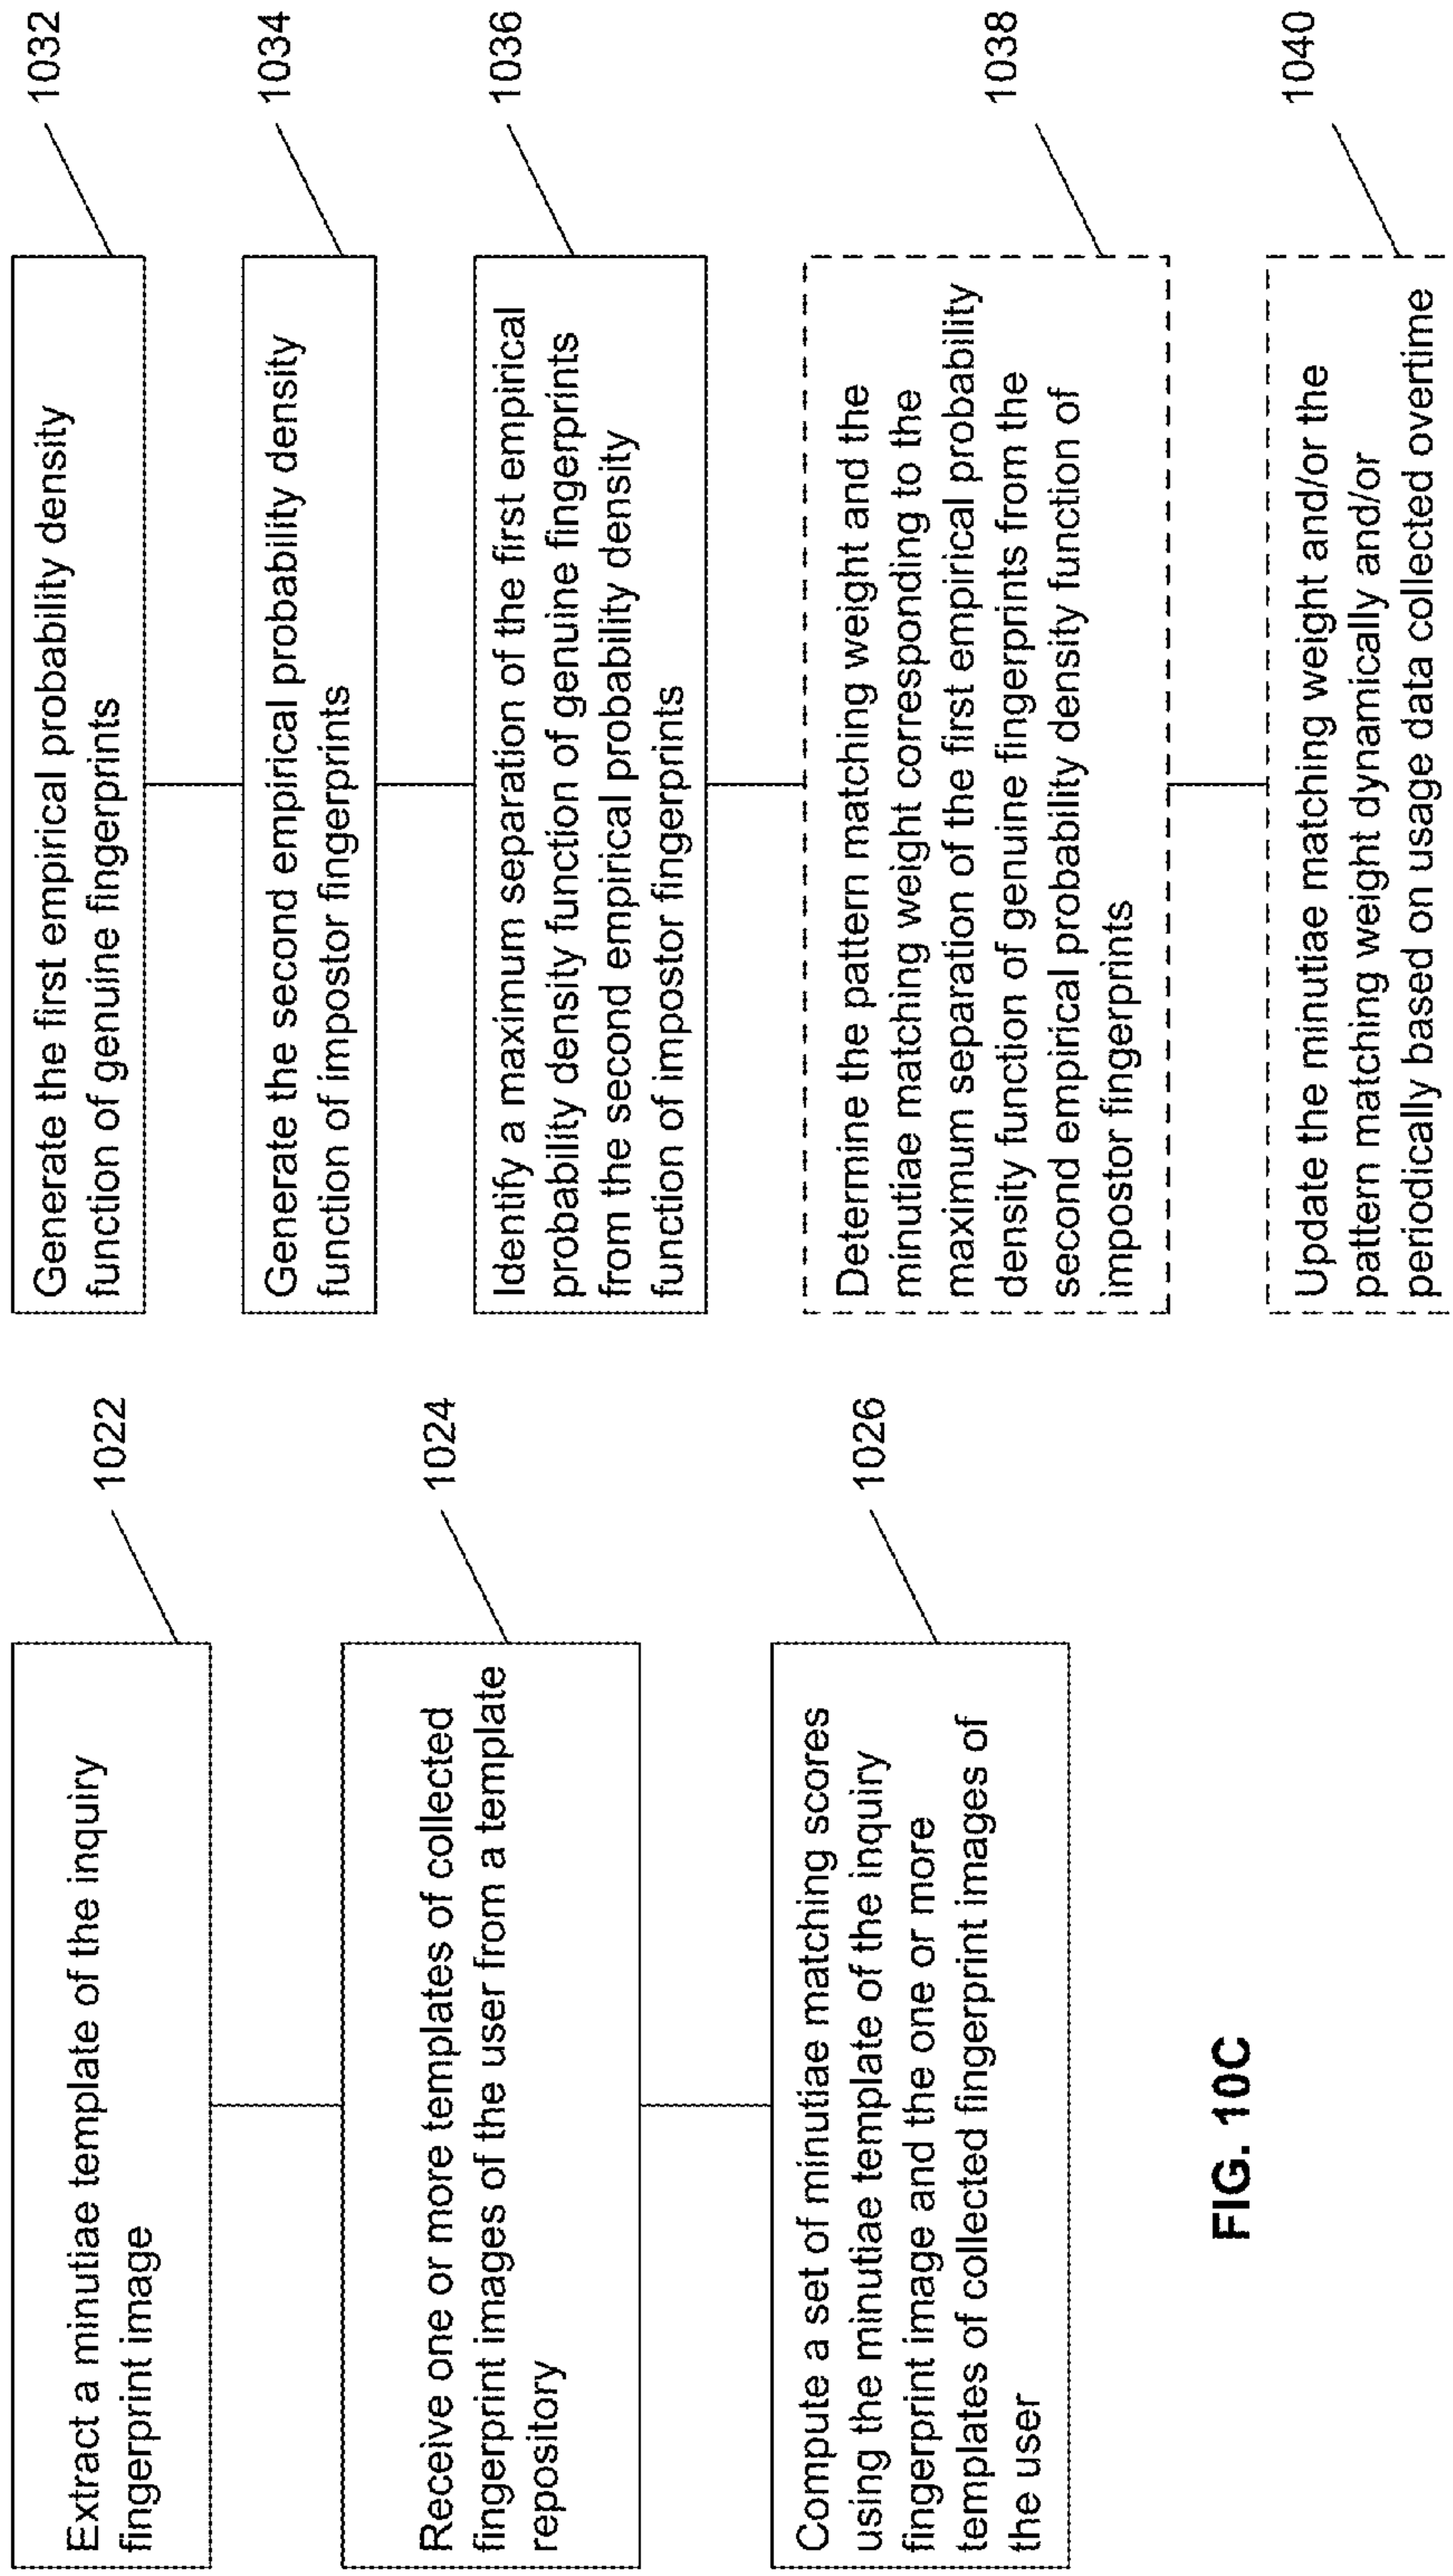 Extract a minutiae template of the inquiry
fingerprint image
1022
Receive one or more templates of collected
fingerprint images of the user from a template
repository
1024
Compute a set of minutiae matching scores
using the minutiae template of the inquiry
fingerprint image and the one or more
templates of collected fingerprint images of
the user
1026
FIG. 10C
Generate the first empirical probability density
function of genuine fingerprints
1032
Generate the second empirical probability density
function of impostor fingerprints
1034
Identify a maximum separation of the first empirical
probability density function of genuine fingerprints
from the second empirical probability density
function of impostor fingerprints
1036
Determine the pattern matching weight and the
minutiae matching weight corresponding to the
maximum separation of the first empirical probability
density function of genuine fingerprints from the
second empirical probability density function of
impostor fingerprints
1038
Update the minutiae matching weight and/or the
pattern matching weight dynamically and/or
periodically based on usage data collected overtime
1040